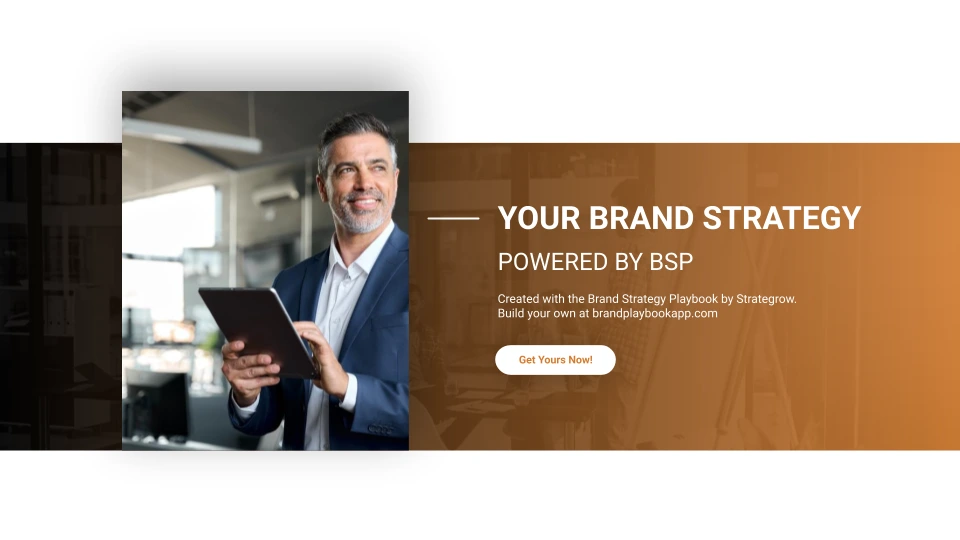 YOUR BRAND STRATEGY
POWERED BY BSP
Created with the Brand Strategy Playbook by Strategrow.
Build your own at brandplaybookapp.com
Get Yours Now!